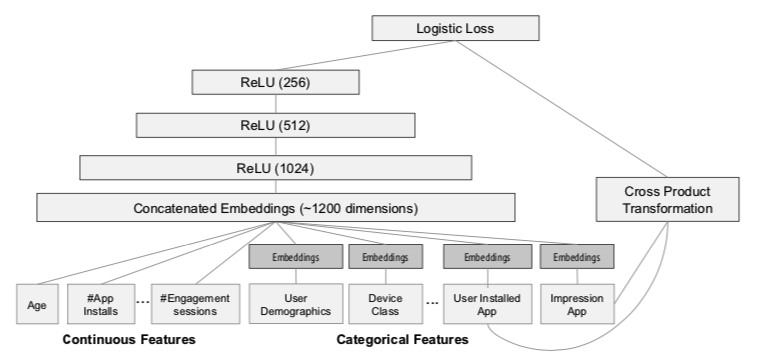 Logistic Loss
ReLU (256)
ReLU (512)
ReLU (1024)
Concatenated Embeddings (~1200 dimensions)
Cross Product
Transformation
Embeddings
Embeddings
Embeddings
Embeddings
Age
#App
Installs
...
#Engagement
sessions
User
Demographics
Device
Class
...
User Installed
App
Impression
App
Continuous Features
Categorical Features